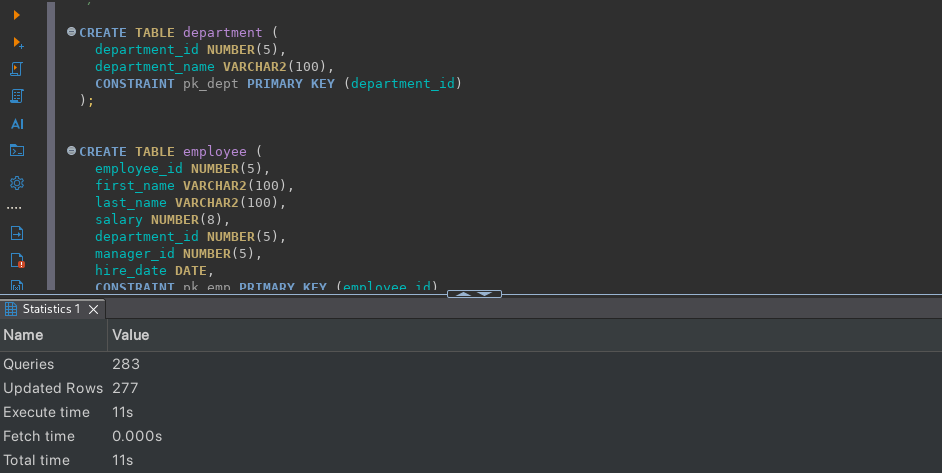 CREATE TABLE department (
department_id NUMBER(5),
department_name VARCHAR2(100),
CONSTRAINT pk_dept PRIMARY KEY (department_id)
);
CREATE TABLE employee (
employee_id NUMBER(5),
first_name VARCHAR2(100),
last_name VARCHAR2(100),
salary NUMBER(8),
department_id NUMBER(5),
manager_id NUMBER(5),
hire_date DATE,
CONSTRAINT pk_emp PRIMARY KEY (employee_id)
AI
Statistics 1
Name Value
Queries 283
Updated Rows 277
Execute time 11s
Fetch time 0.000s
Total time 11s